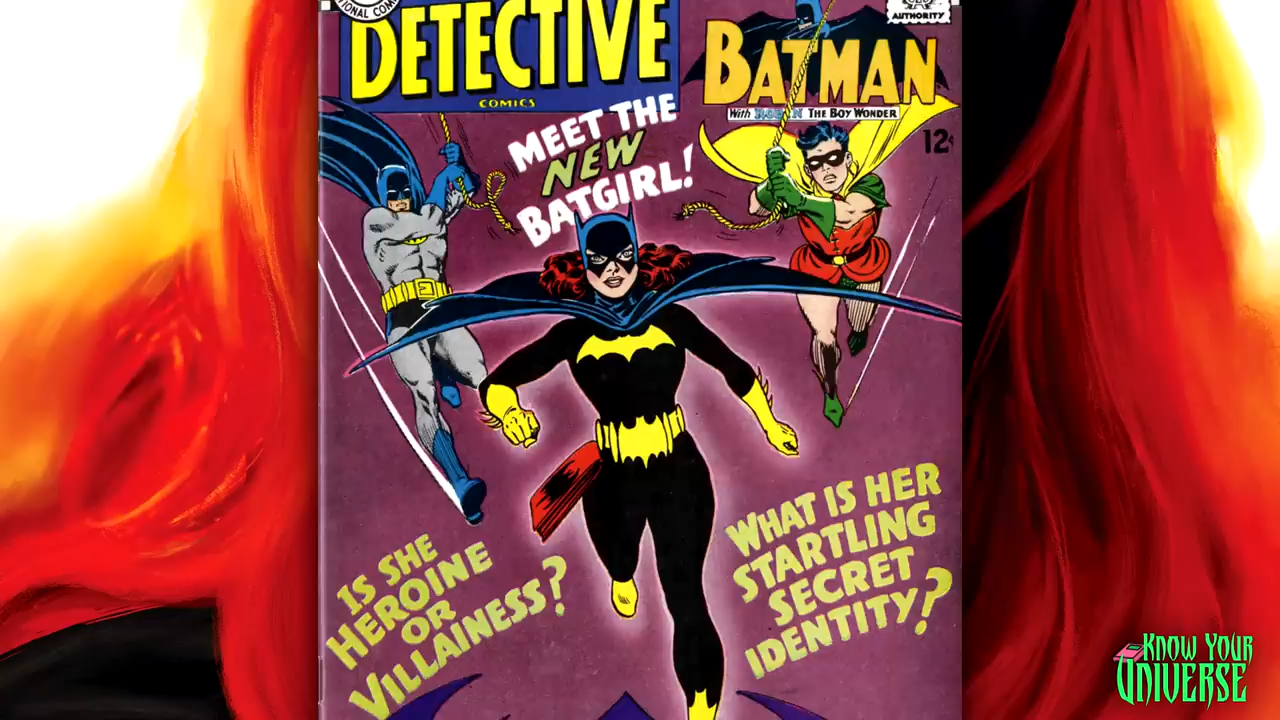 DETECTIVE
COMICS
AUTHORITY
BATMAN
With ROBIN THE BOY WONDER
12¢
MEET THE
NEW
BATGIRL!
IS SHE
HEROINE
OR
VILLAINESS?
WHAT IS HER
STARTLING
SECRET
IDENTITY?
KNOW YOUR
UNIVERSE